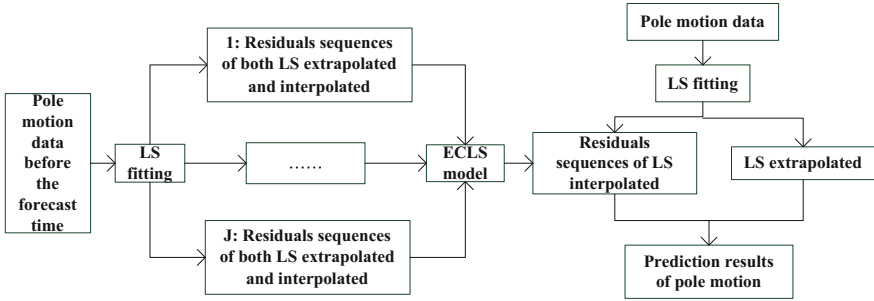 Pole
motion
data
before
the
forecast
time
LS
fitting
1: Residuals sequences
of both LS extrapolated
and interpolated
……
J: Residuals sequences
of both LS extrapolated
and interpolated
ECLS
model
Pole motion data
LS fitting
Residuals
sequences of LS
interpolated
LS extrapolated
Prediction results
of pole motion